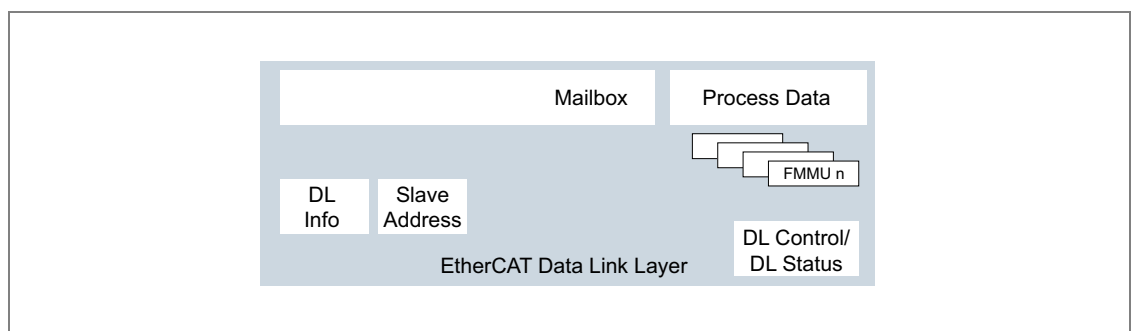 Mailbox
Process Data
FMMU n
DL
Info
Slave
Address
DL Control/
DL Status
EtherCAT Data Link Layer